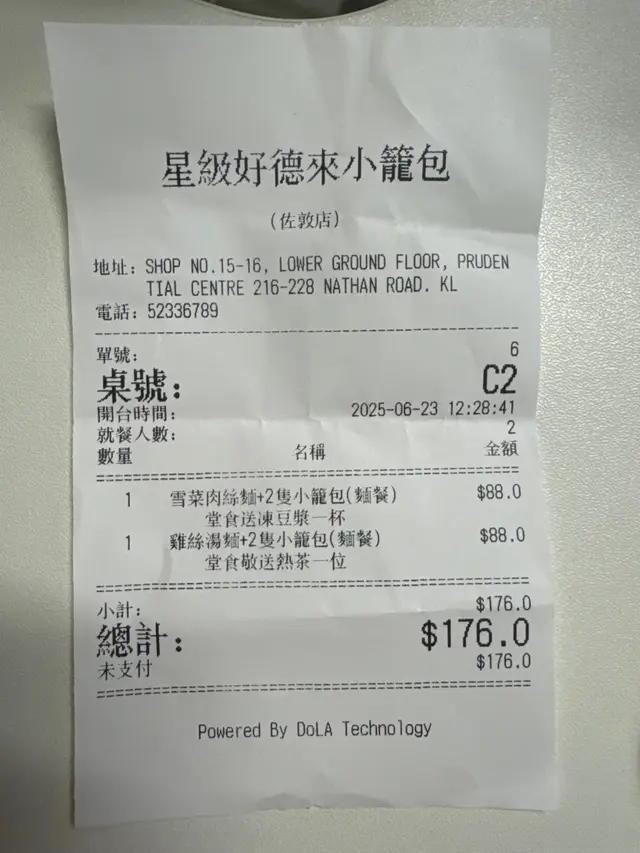 星級好德來小籠包
(佐敦店)
地址: SHOP NO.15-16, LOWER GROUND FLOOR, PRUDEN
TIAL CENTRE 216-228 NATHAN ROAD. KL
電話: 52336789
單號: 6
桌號: C2
開台時間: 2025-06-23 12:28:41
就餐人數: 2
數量 名稱 金額
1 雪菜肉絲麵+2隻小籠包(麵餐) $88.0
堂食送凍豆漿一杯
1 雞絲湯麵+2隻小籠包(麵餐) $88.0
堂食敬送熱茶一位
小計: $176.0
總計: $176.0
未支付 $176.0
Powered By DoLA Technology